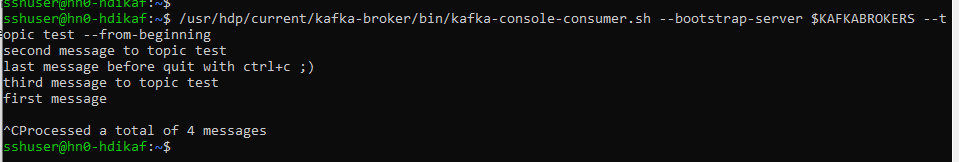 sshuser@hn0-hdikaf:~$
sshuser@hn0-hdikaf:~$ /usr/hdp/current/kafka-broker/bin/kafka-console-consumer.sh --bootstrap-server $KAFKABROKERS --t
opic test --from-beginning
second message to topic test
last message before quit with ctrl+c ;)
third message to topic test
first message
^CProcessed a total of 4 messages
sshuser@hn0-hdikaf:~$